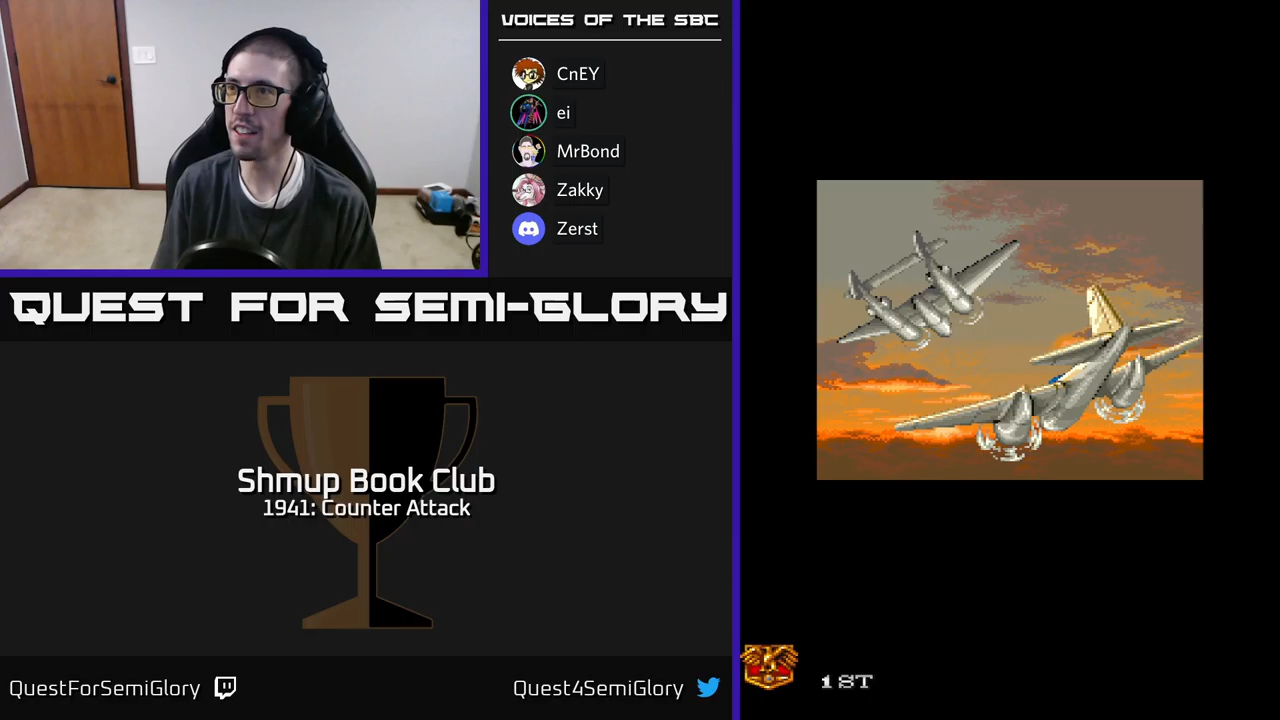 VOICES OF THE SBC
CnEY
ei
MrBond
Zakky
Zerst
QUEST FOR SEMI-GLORY
Shmup Book Club
1941: Counter Attack
QuestForSemiGlory
Quest4SemiGlory
1ST